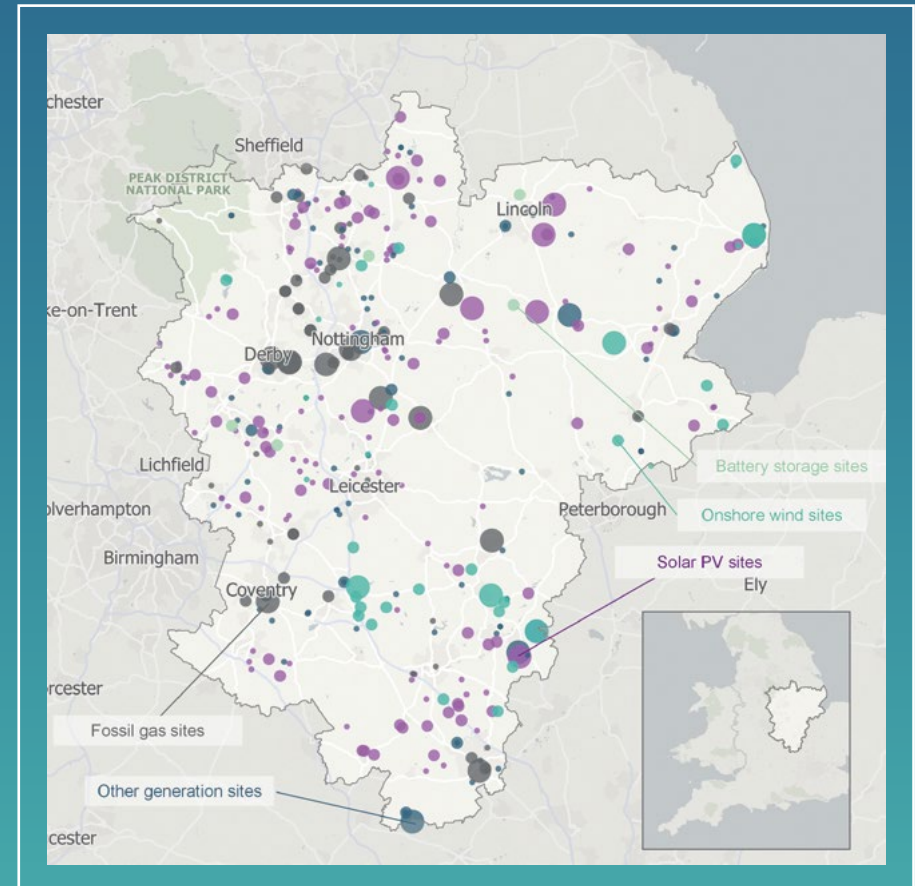 chester
Sheffield
PEAK DISTRICT
NATIONAL PARK
Lincoln
ke-on-Trent
Nottingham
Derby
Lichfield
Leicester
Battery storage sites
olverhampton
Peterborough
Onshore wind sites
Birmingham
Solar PV sites
Ely
Coventry
orcester
Fossil gas sites
Other generation sites
cester